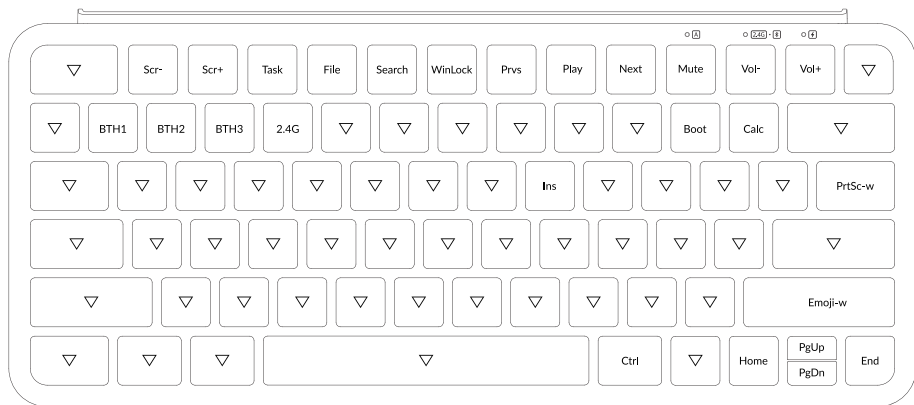 A 2.4G
Scr- Scr+ Task File Search WinLock Prvs Play Next Mute Vol- Vol+
BTH1 BTH2 BTH3 2.4G Boot Calc
Ins PrtSc-w
Emoji-w
Ctrl Home PgUp End
PgDn